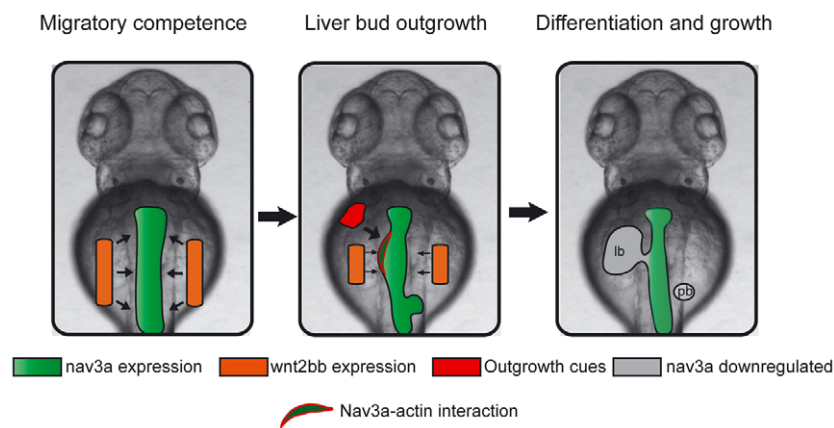 Migratory competence
Liver bud outgrowth
Differentiation and growth
lb
pb
nav3a expression
wnt2bb expression
Outgrowth cues
nav3a downregulated
Nav3a-actin interaction